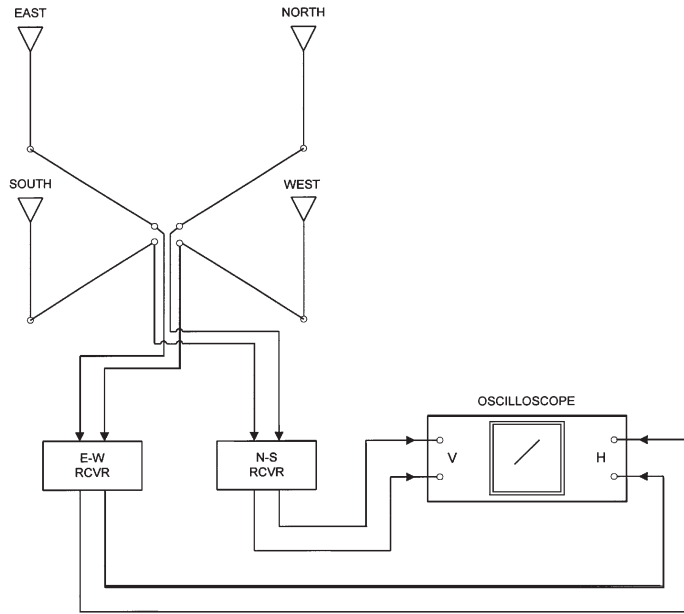 EAST
NORTH
SOUTH
WEST
OSCILLOSCOPE
E-W
RCVR
N-S
RCVR
V
H